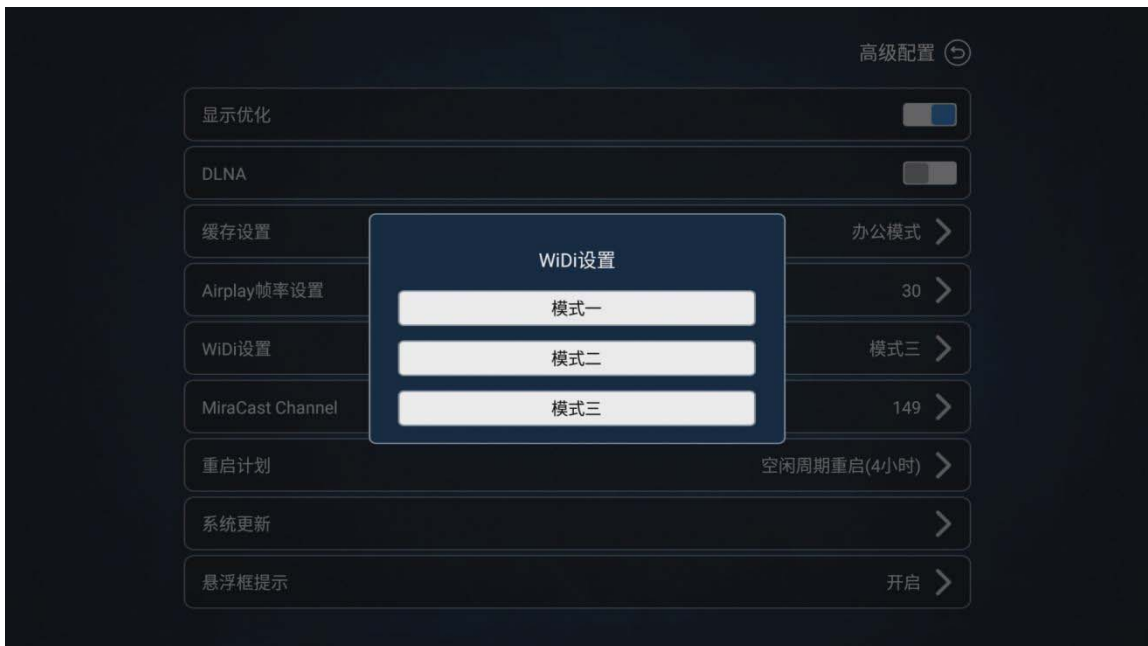 高级配置
显示优化
DLNA
缓存设置 办公模式
Airplay帧率设置 30
WiDi设置 模式三
MiraCast Channel 149
重启计划 空闲周期重启(4小时)
系统更新
悬浮框提示 开启
WiDi设置
模式一
模式二
模式三